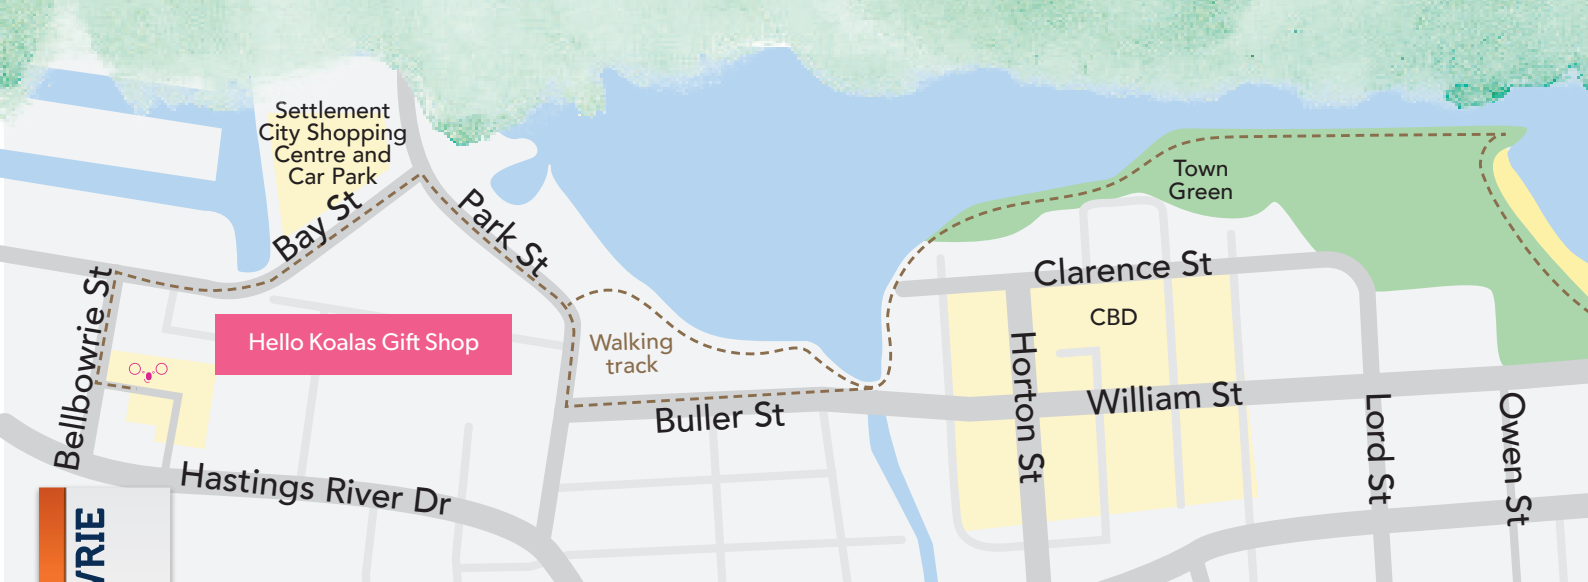 Settlement
City Shopping
Centre and
Car Park
Bay St
Park St
Town
Green
Clarence St
CBD
Bellbowrie St
Hello Koalas Gift Shop
Walking
track
Horton St
William St
Buller St
Lord St
Owen St
Hastings River Dr